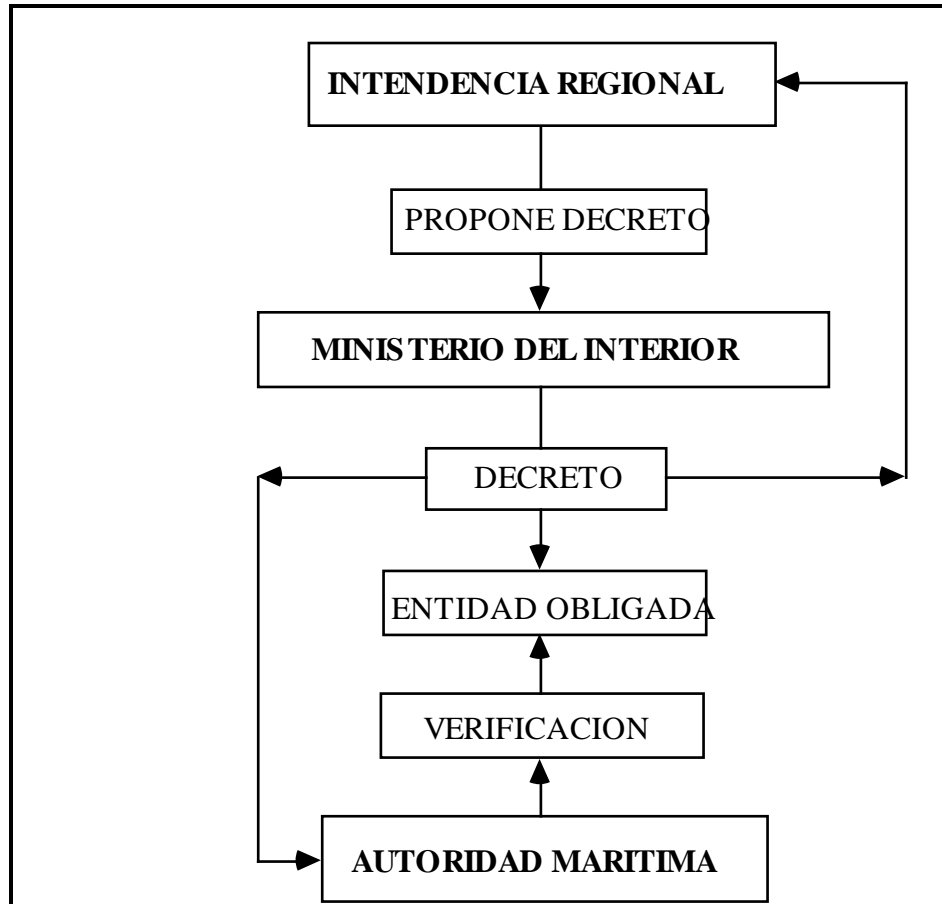 INTENDENCIA REGIONAL
PROPONE DECRETO
MINISTERIO DEL INTERIOR
DECRETO
ENTIDAD OBLIGADA
VERIFICACION
AUTORIDAD MARITIMA